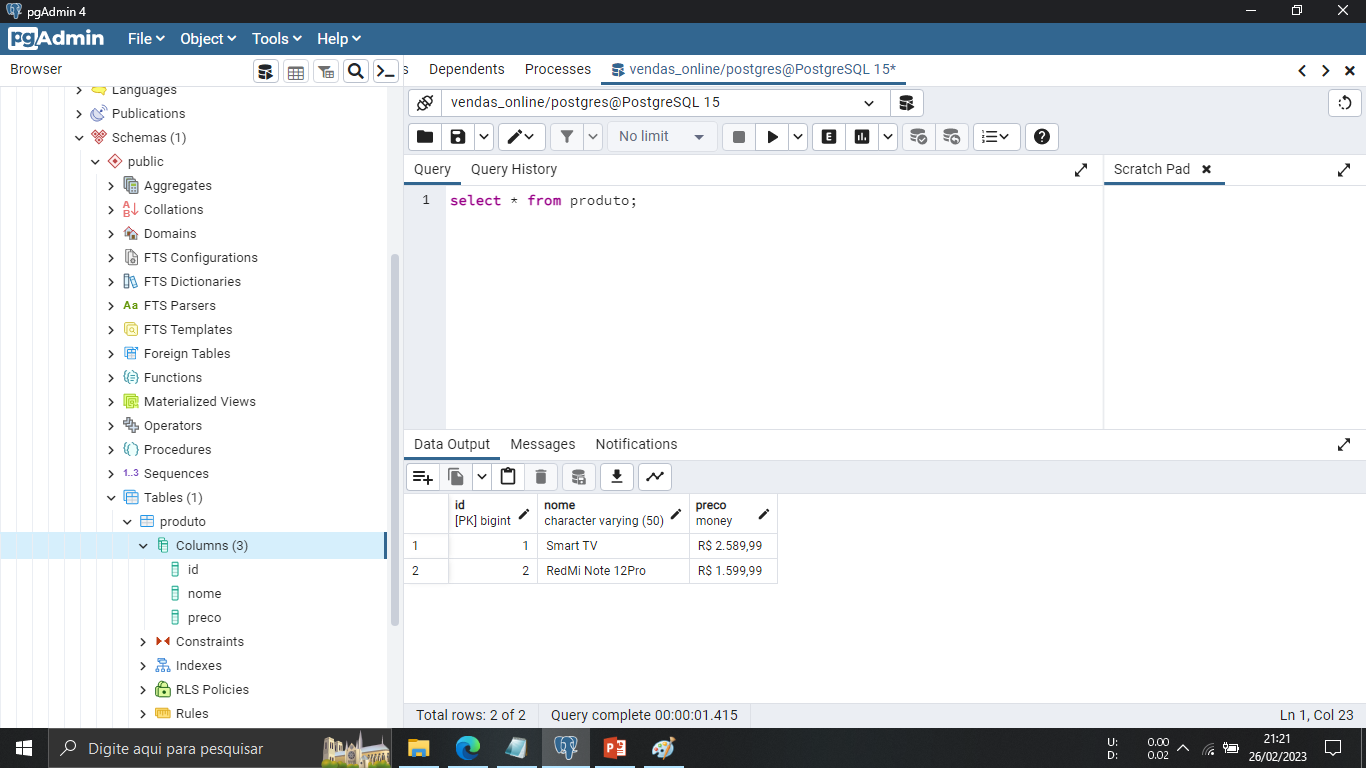 pgAdmin 4
pgAdmin File Object Tools Help
Browser
s Dependents Processes vendas_online/postgres@PostgreSQL 15*
vendas_online/postgres@PostgreSQL 15
No limit E
Query Query History
Scratch Pad
1 select * from produto;
Languages
Publications
Schemas (1)
public
Aggregates
Collations
Domains
FTS Configurations
FTS Dictionaries
Aa FTS Parsers
FTS Templates
Foreign Tables
Functions
Materialized Views
Operators
Procedures
1..3 Sequences
Tables (1)
produto
Columns (3)
id
nome
preco
Constraints
Indexes
RLS Policies
Rules
Data Output Messages Notifications
id nome preco
[PK] bigint character varying (50) money
1 1 Smart TV R$ 2.589,99
2 2 RedMi Note 12Pro R$ 1.599,99
Total rows: 2 of 2 Query complete 00:00:01.415 Ln 1, Col 23
Digite aqui para pesquisar
U: 0.00
D: 0.02
21:21
26/02/2023